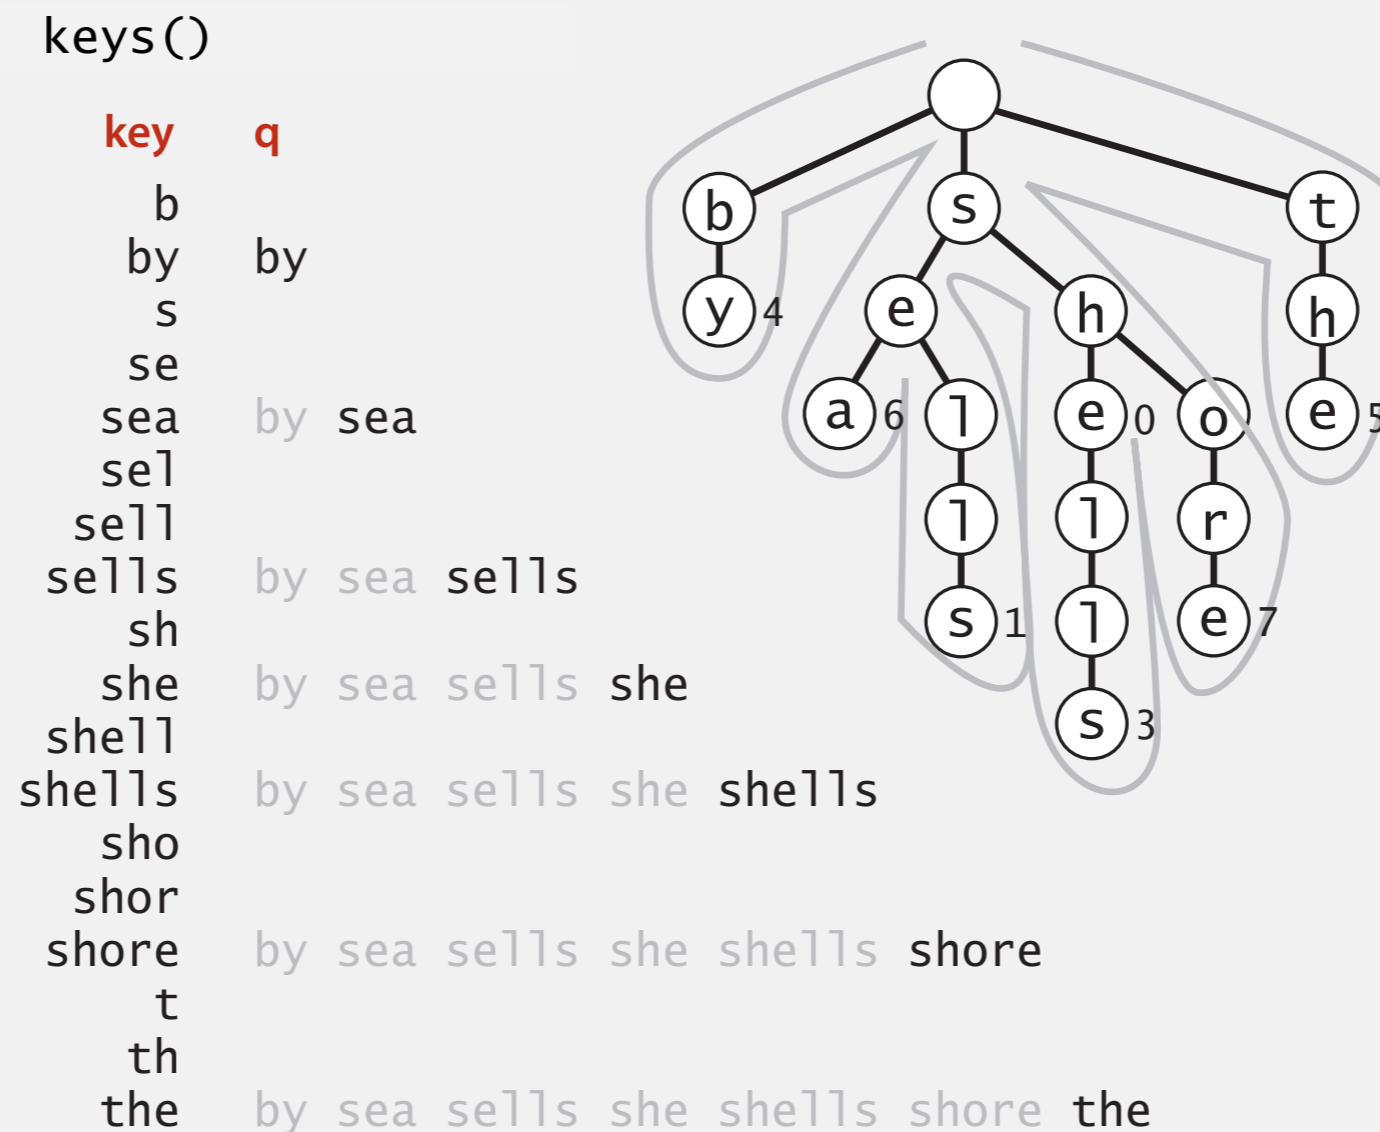 keys()
key q
b
by by
s
se
sea by sea
sel
sell
sells by sea sells
sh
she by sea sells she
shell
shells by sea sells she shells
sho
shor
shore by sea sells she shells shore
t
th
the by sea sells she shells shore the
b s t
y 4 e h h
a 6 l e 0 o e 5
l l r
s 1 l e 7
s 3